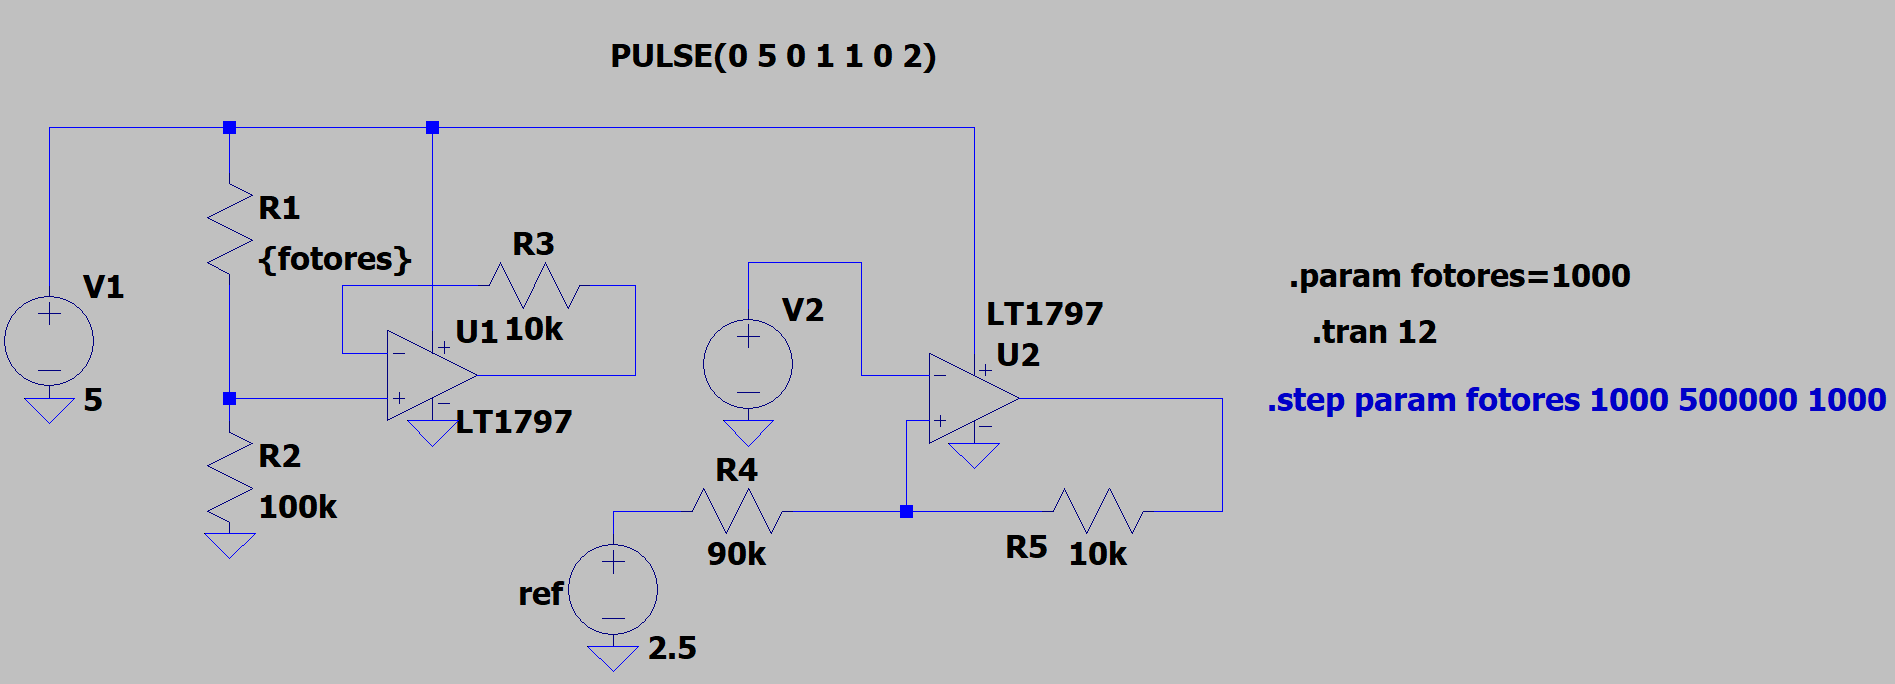 PULSE(0 5 0 1 1 0 2)
R1
{fotores}
R3
10k
V1
5
U1
LT1797
V2
LT1797
U2
.param fotores=1000
.tran 12
.step param fotores 1000 500000 1000
R2
100k
R4
90k
R5
10k
ref
2.5